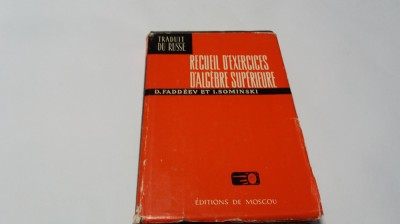 TRADUIT
DU RUSSE
RECUEIL D'EXERCICES
D'ALGÈBRE SUPÉRIEURE
D. FADDÉEV ET I. SOMINSKI
ÉDITIONS DE MOSCOU